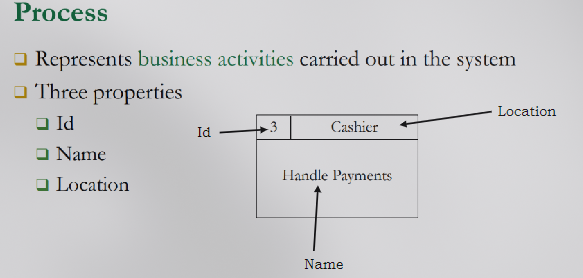 Process
Represents business activities carried out in the system
Three properties
Id
Name
Location
Id
3
Cashier
Location
Handle Payments
Name